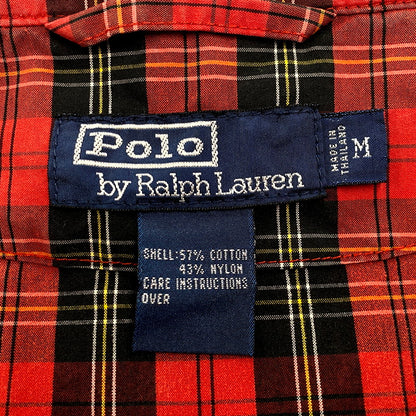 Polo
by Ralph Lauren
MADE IN
THAILAND
M
SHELL:57% COTTON
43% NYLON
CARE INSTRUCTIONS
OVER